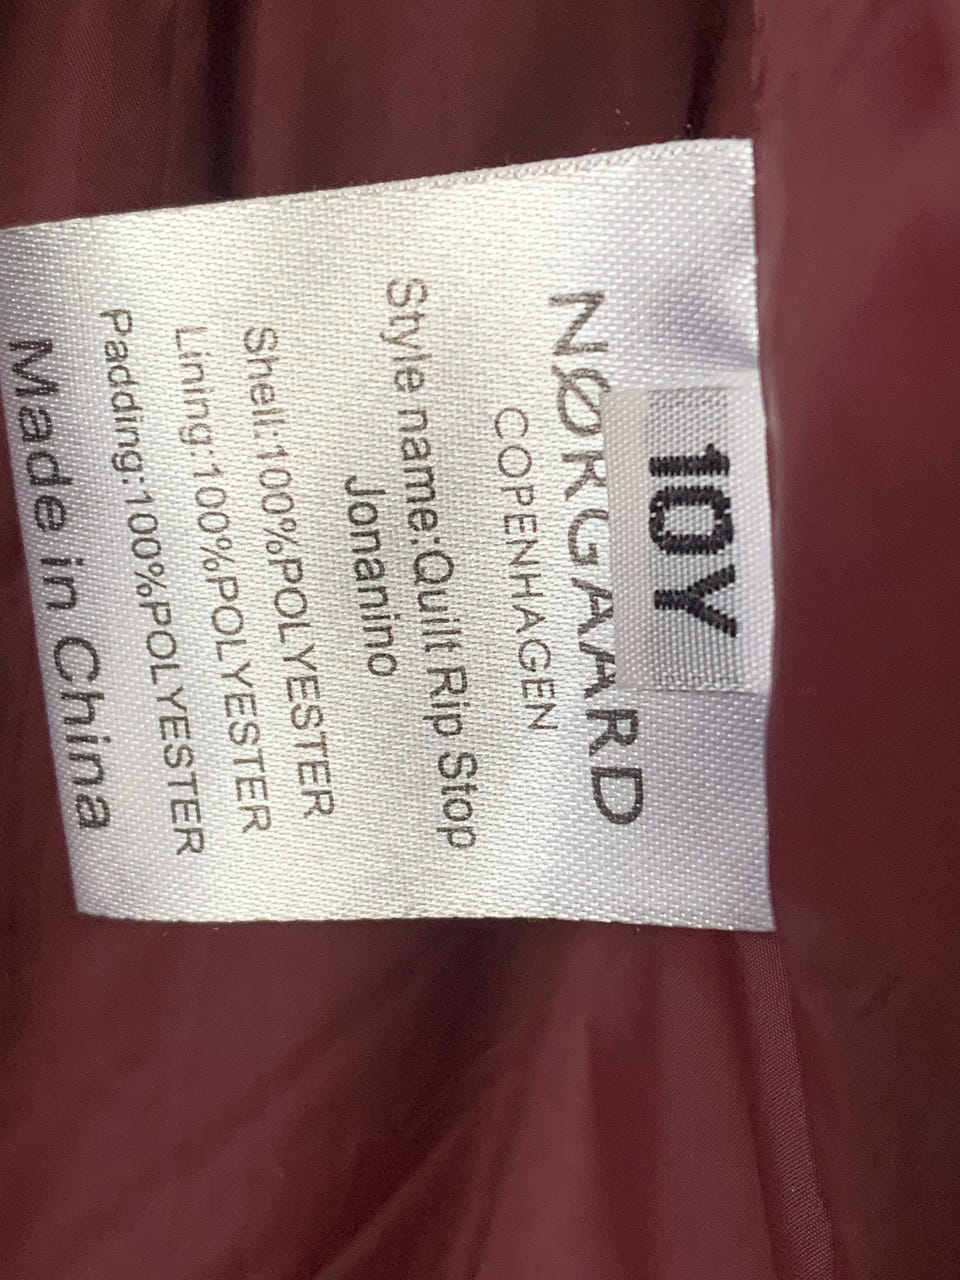 10Y
NØRGAARD
COPENHAGEN
Style name:Quilt Rip Stop
Jonanino
Shell:100%POLYESTER
Lining:100%POLYESTER
Padding:100%POLYESTER
Made in China